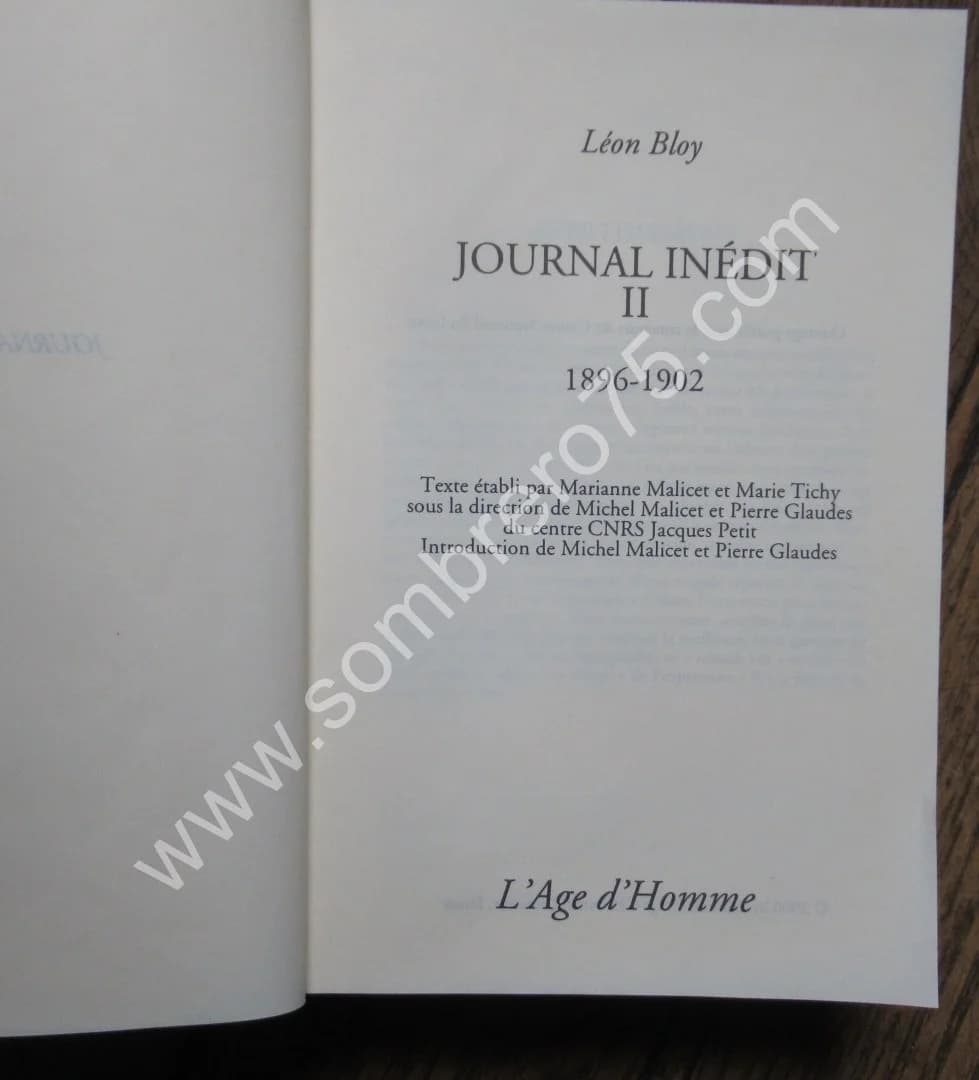 Léon Bloy
JOURNAL INÉDIT
II
1896-1902
Texte établi par Marianne Malicet et Marie Tichy
sous la direction de Michel Malicet et Pierre Glaudes
du centre CNRS Jacques Petit
Introduction de Michel Malicet et Pierre Glaudes
L'Age d'Homme
www.sombrero75.com